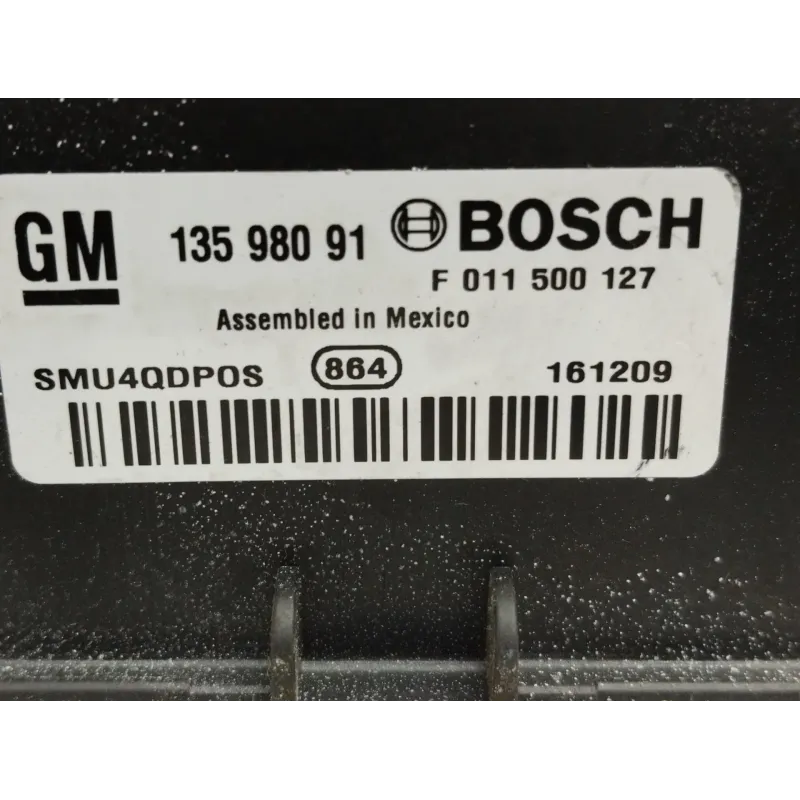 GM 135 980 91 BOSCH
F 011 500 127
Assembled in Mexico
SMU4QDP0S 864 161209